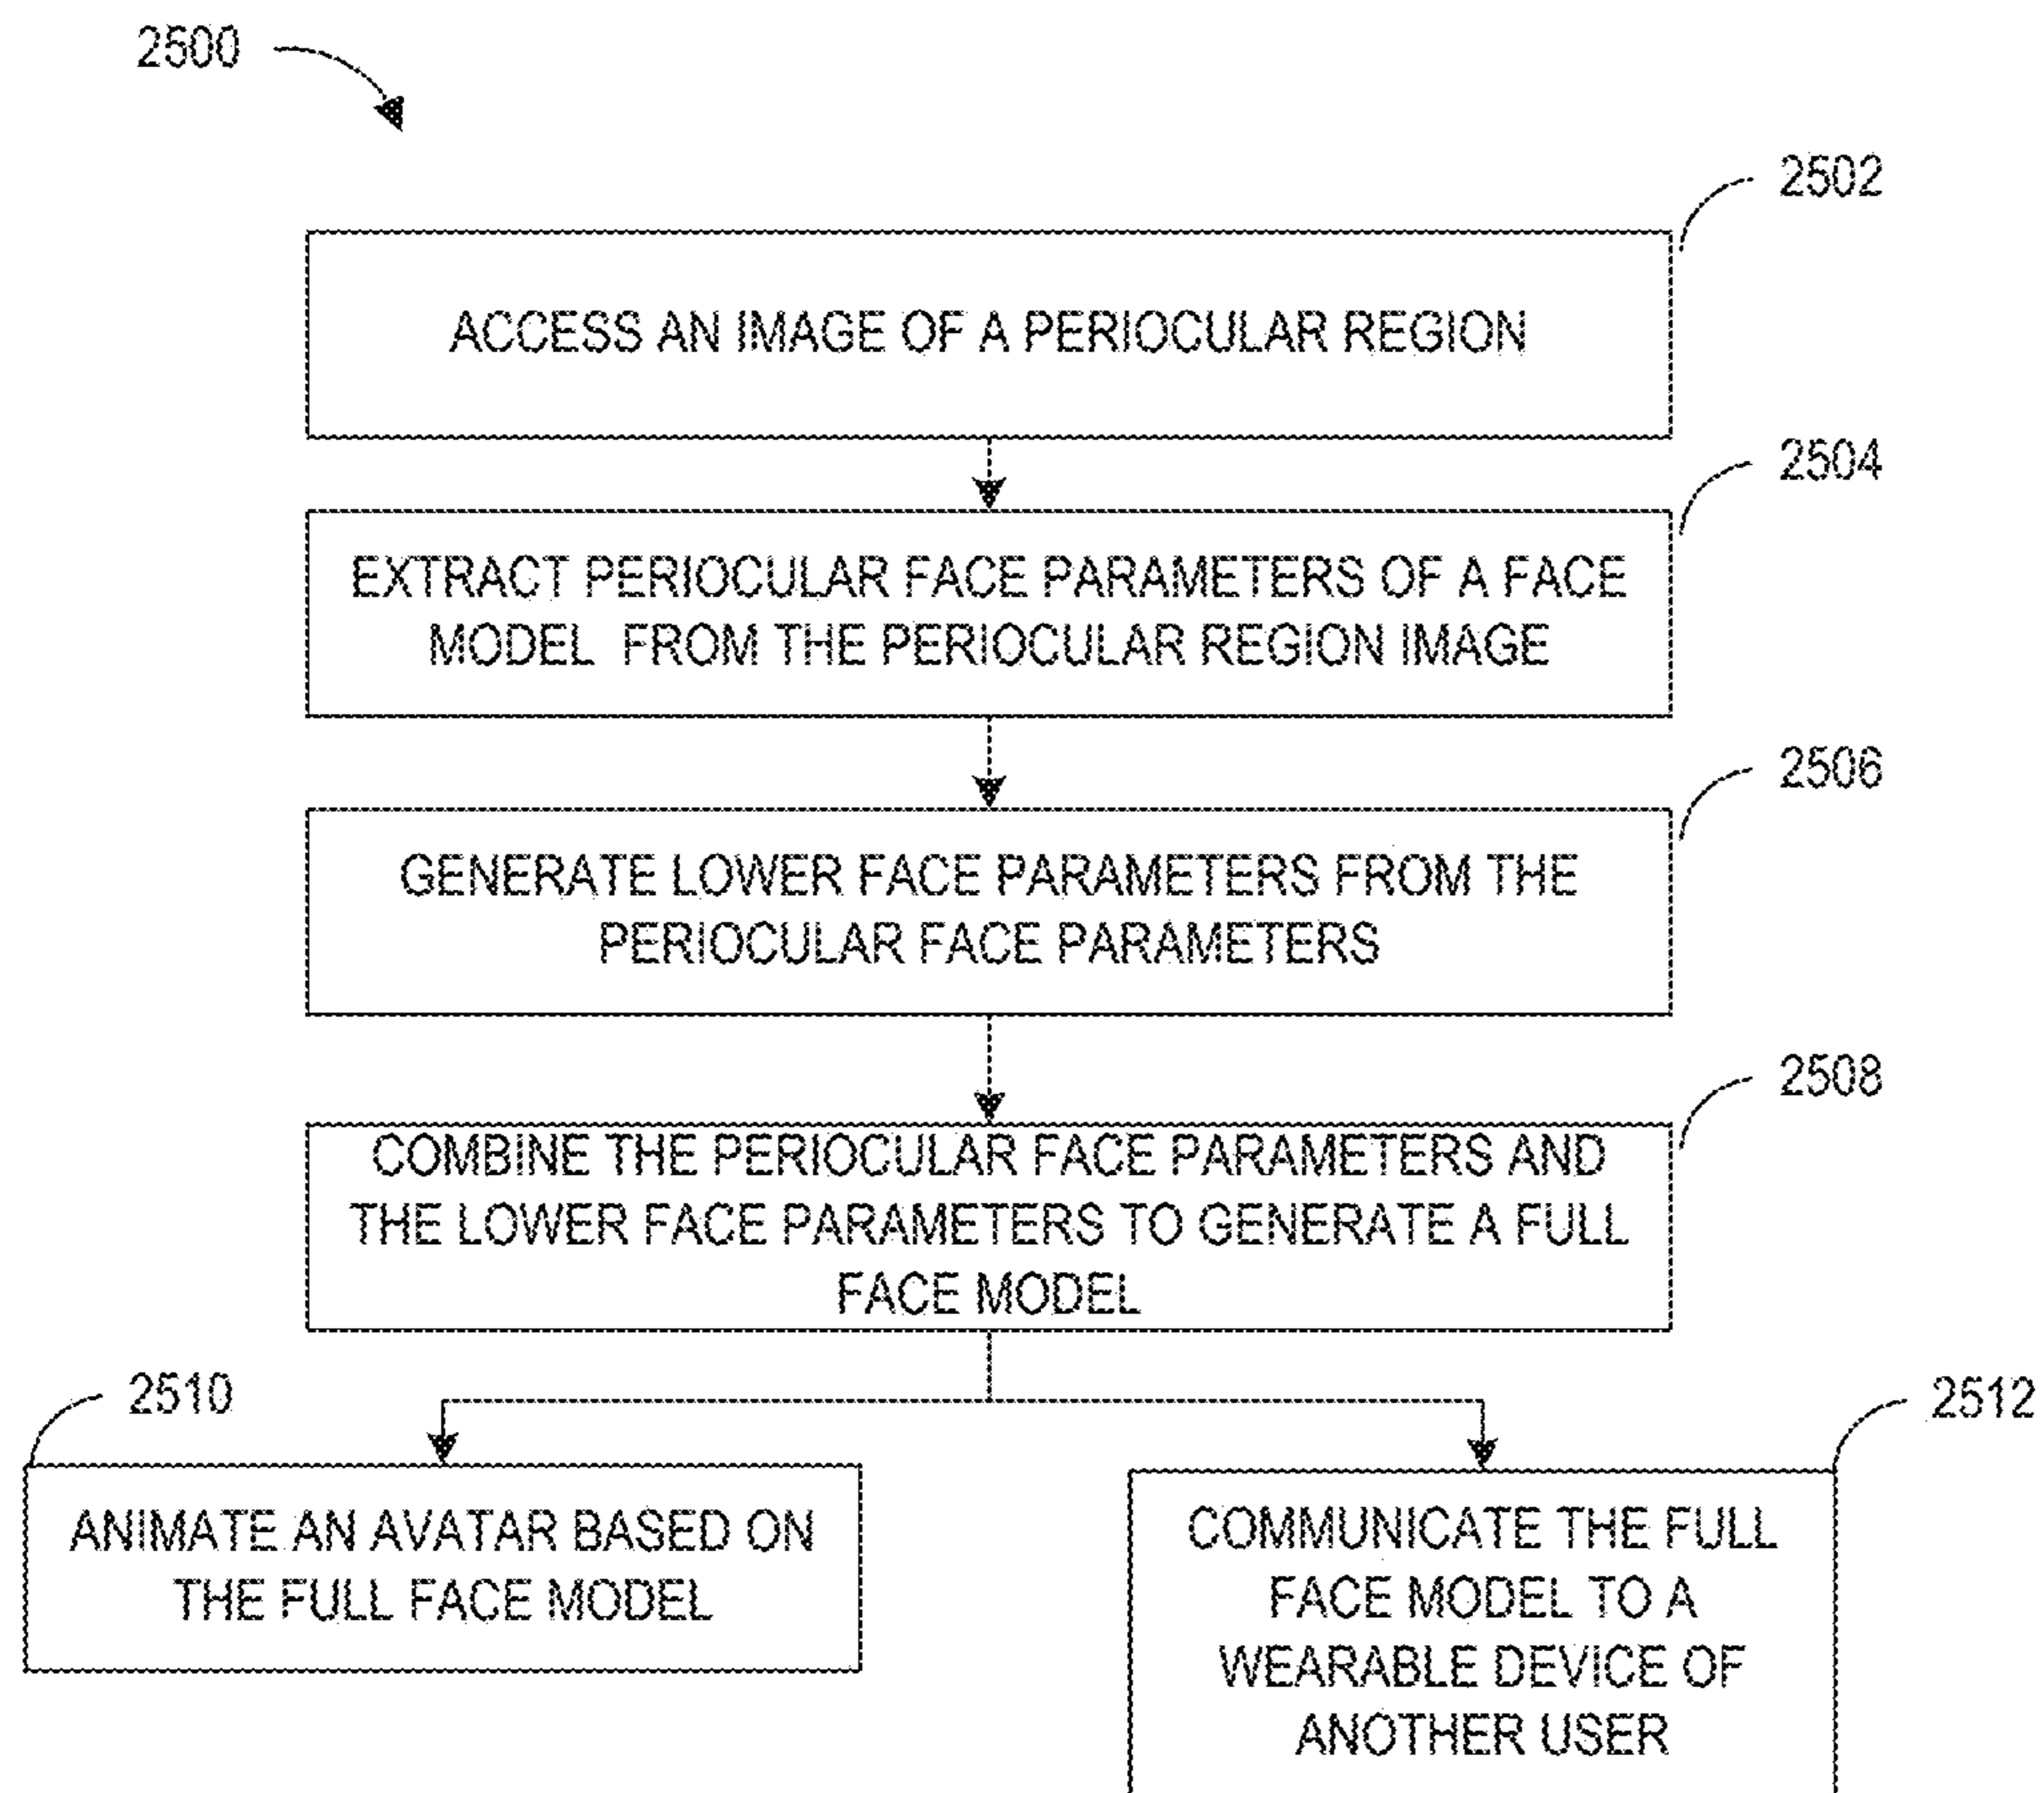 2500
2502
ACCESS AN IMAGE OF A PERIOCULAR REGION
2504
EXTRACT PERIOCULAR FACE PARAMETERS OF A FACE
MODEL FROM THE PERIOCULAR REGION IMAGE
2506
GENERATE LOWER FACE PARAMETERS FROM THE
PERIOCULAR FACE PARAMETERS
2508
COMBINE THE PERIOCULAR FACE PARAMETERS AND
THE LOWER FACE PARAMETERS TO GENERATE A FULL
FACE MODEL
2510
ANIMATE AN AVATAR BASED ON
THE FULL FACE MODEL
2512
COMMUNICATE THE FULL
FACE MODEL TO A
WEARABLE DEVICE OF
ANOTHER USER